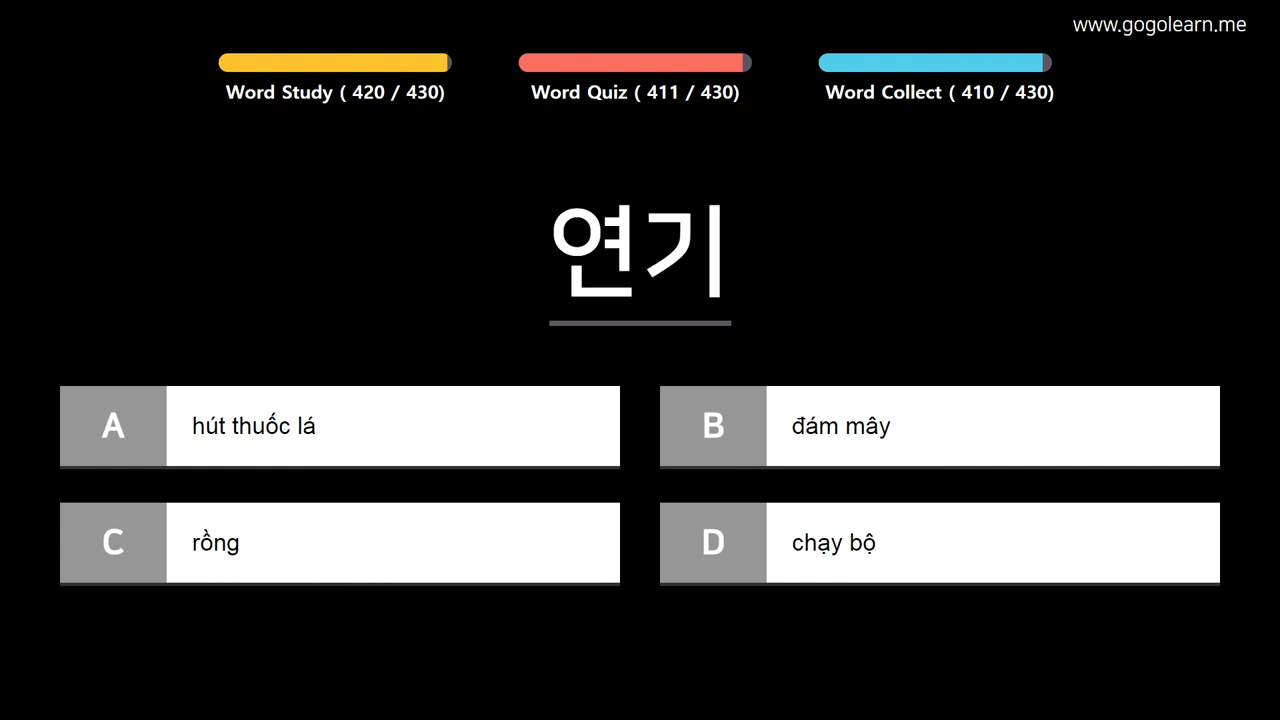 www.gogolearn.me
Word Study ( 420 / 430)
Word Quiz ( 411 / 430)
Word Collect ( 410 / 430)
연기
A hút thuốc lá
B đám mây
C rồng
D chạy bộ